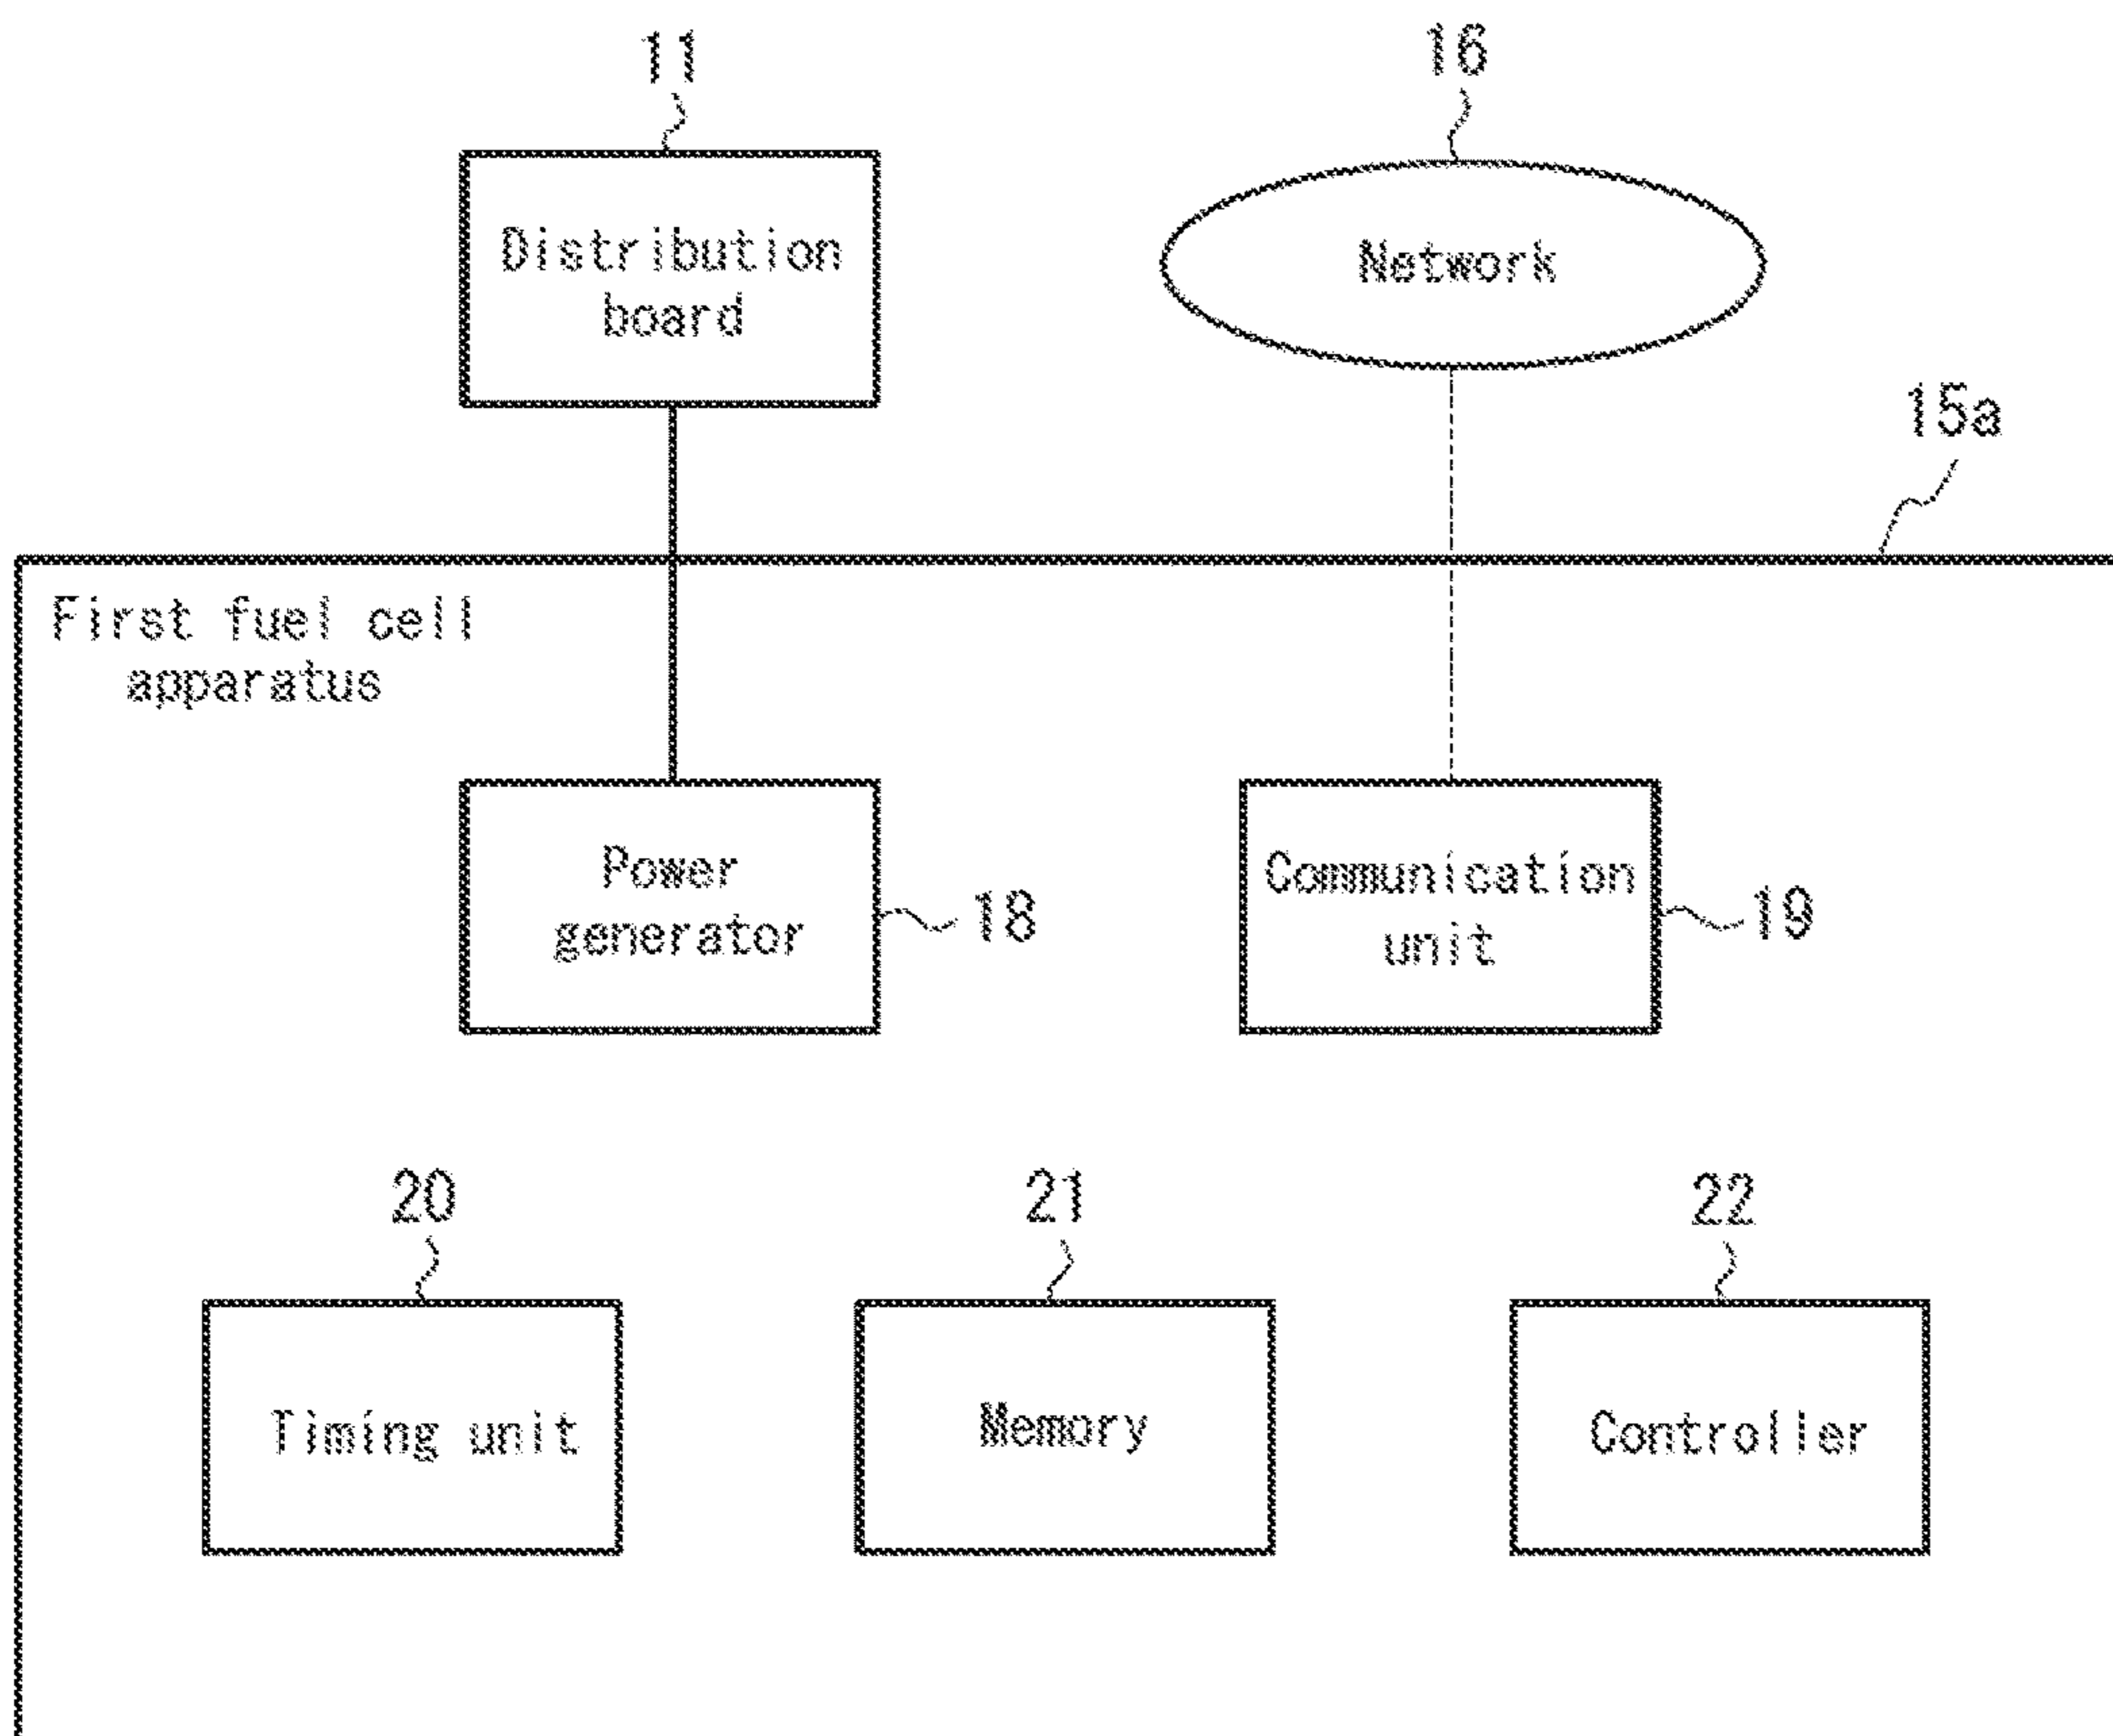 11
16
Distribution
board
Network
15a
First fuel cell
apparatus
Power
generator
18
Communication
unit
19
20
21
22
Timing unit
Memory
Controller